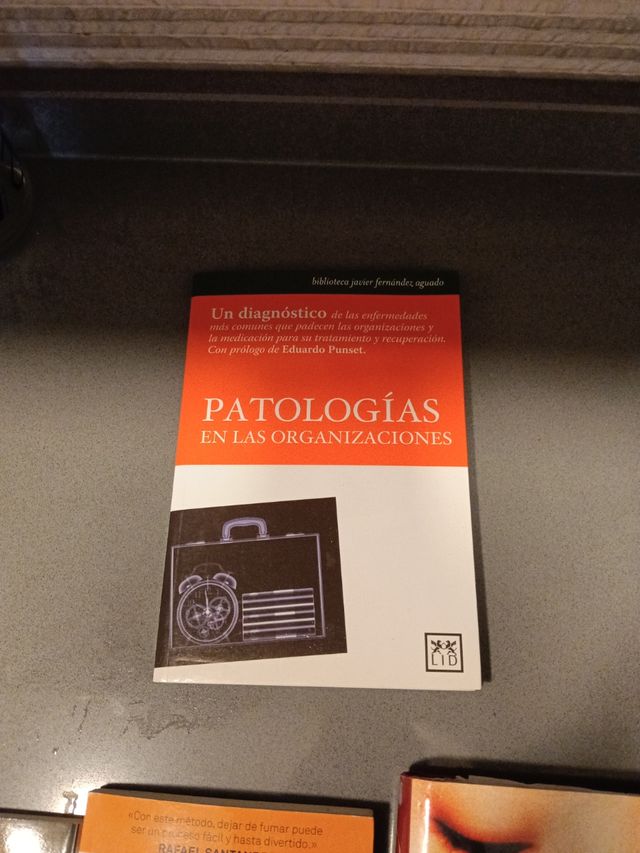 biblioteca javier fernández aguado
Un diagnóstico de las enfermedades
más comunes que padecen las organizaciones y
la medicación para su tratamiento y recuperación.
Con prólogo de Eduardo Punset.
PATOLOGÍAS
EN LAS ORGANIZACIONES
LID
«Con este método, dejar de fumar puede
ser un proceso fácil y hasta divertido.»
RAFAEL